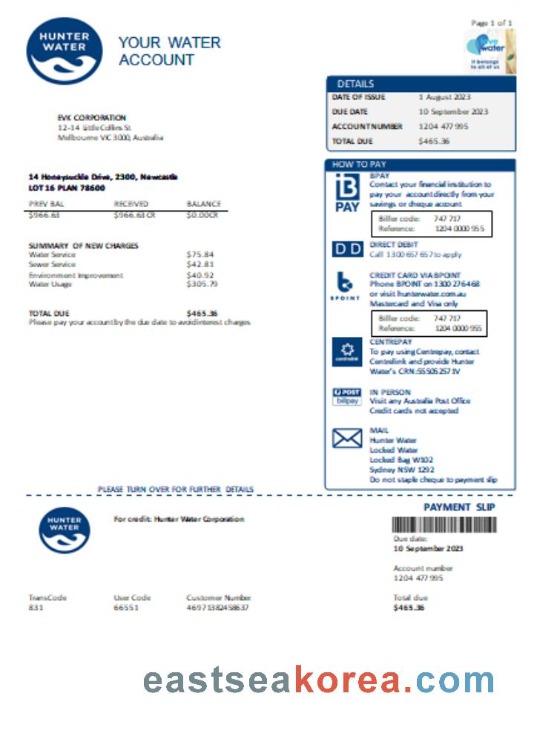 Page 1 of 1
HUNTER
WATER
YOUR WATER
ACCOUNT
love
water
it belongs
to all of us
EVK CORPORATION
12-14 Little Collins St
Melbourne VIC 3000, Australia
DETAILS
DATE OF ISSUE 1 August 2023
DUE DATE 10 September 2023
ACCOUNT NUMBER 1204 477 995
TOTAL DUE $465.36
14 Honeysuckle Drive, 2300, Newcastle
LOT 16 PLAN 78600
PREV BAL RECEIVED BALANCE
$966.63 $966.63 CR $0.00CR
SUMMARY OF NEW CHARGES
Water Service $75.84
Sewer Service $42.81
Environment Improvement $40.92
Water Usage $305.79
TOTAL DUE $465.36
Please pay your account by the due date to avoid interest charges
HOW TO PAY
B
PAY
BPAY
Contact your financial institution to
pay your account directly from your
savings or cheque account
Biller code: 747 717
Reference: 1204 0000 955
D D
DIRECT DEBIT
Call 1300 657 657 to apply
BPOINT
CREDIT CARD VIA BPOINT
Phone BPOINT on 1300 276 468
or visit hunterwater.com.au
Mastercard and Visa only
Biller code: 747 717
Reference: 1204 0000 955
centrelink
CENTREPAY
To pay using Centrepay, contact
Centrelink and provide Hunter
Water's CRN:555052571V
POST
billpay
IN PERSON
Visit any Australia Post Office
Credit cards not accepted
MAIL
Hunter Water
Locked Water
Locked Bag W102
Sydney NSW 1292
Do not staple cheque to payment slip
PLEASE TURN OVER FOR FURTHER DETAILS
HUNTER
WATER
For credit: Hunter Water Corporation
PAYMENT SLIP
Due date:
10 September 2023
Account number
1204 477 995
TransCode User Code Customer Number Total due
831 66551 46971382458637 $465.36
eastseakorea.com